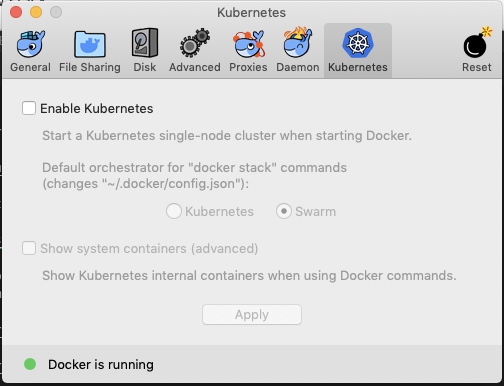 Kubernetes
General File Sharing Disk Advanced Proxies Daemon Kubernetes Reset
Enable Kubernetes
Start a Kubernetes single-node cluster when starting Docker.
Default orchestrator for "docker stack" commands
(changes "~/.docker/config.json"):
Kubernetes Swarm
Show system containers (advanced)
Show Kubernetes internal containers when using Docker commands.
Apply
Docker is running